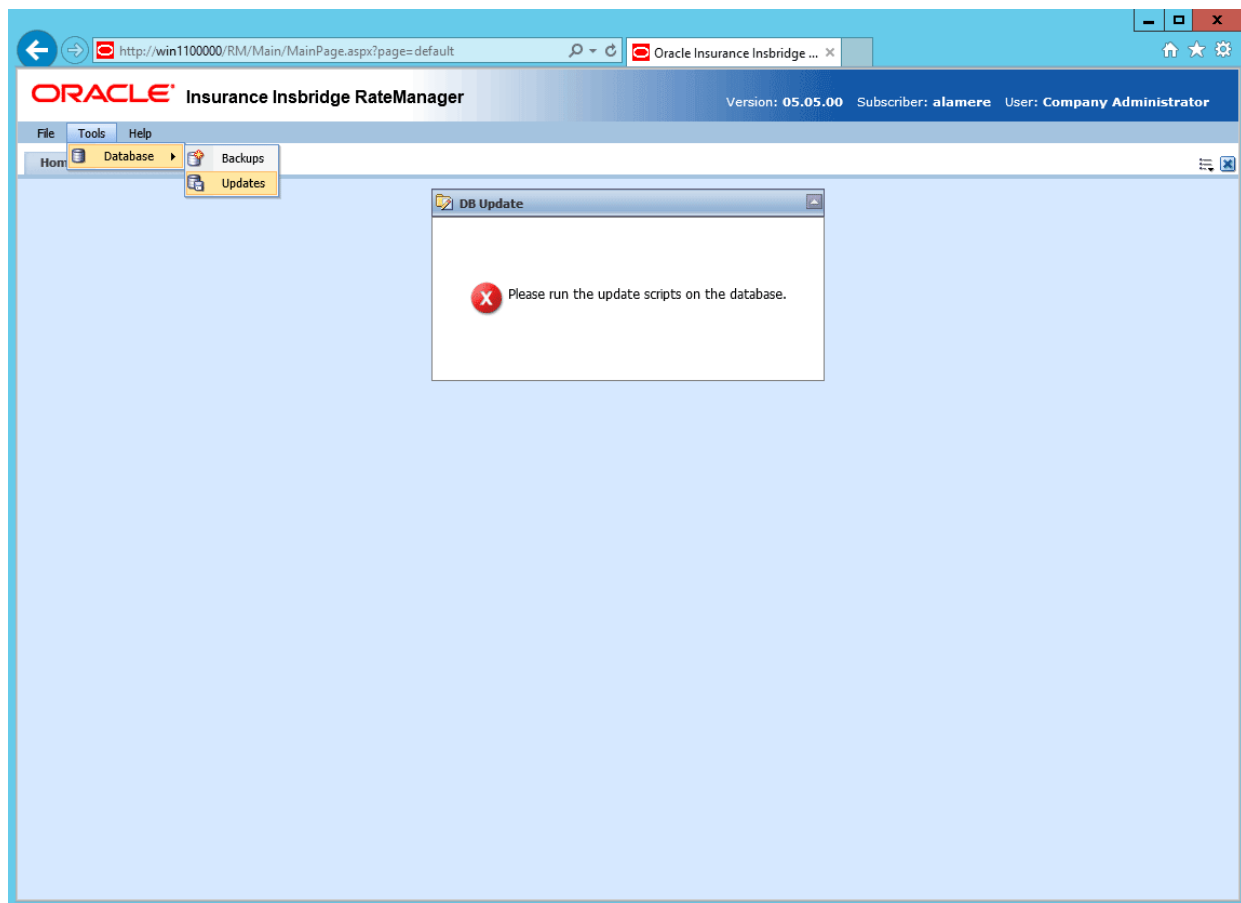 http://win1100000/RM/Main/MainPage.aspx?page=default
Oracle Insurance Insbridge ...
ORACLE Insurance Insbridge RateManager
Version: 05.05.00 Subscriber: alamere User: Company Administrator
File Tools Help
Hom
Database
Backups
Updates
DB Update
Please run the update scripts on the database.